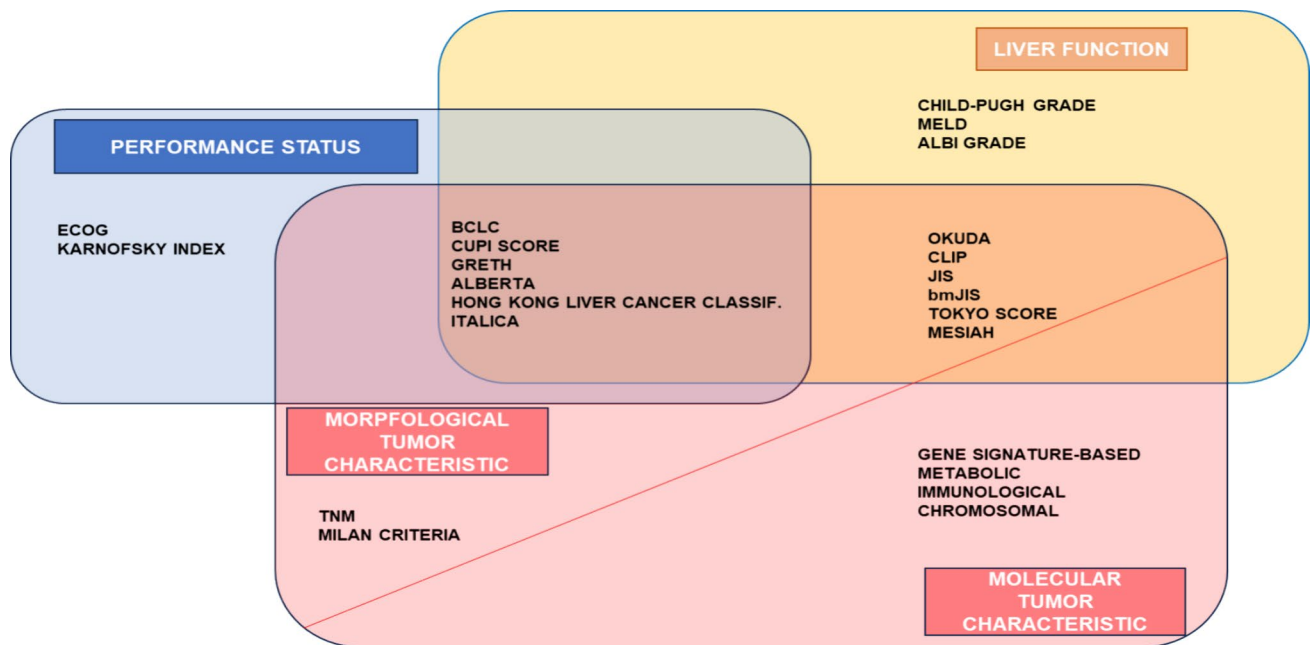 LIVER FUNCTION
CHILD-PUGH GRADE
MELD
ALBI GRADE
PERFORMANCE STATUS
ECOG
KARNOFSKY INDEX
BCLC
CUPI SCORE
GRETH
ALBERTA
HONG KONG LIVER CANCER CLASSIF.
ITALICA
OKUDA
CLIP
JIS
bmJIS
TOKYO SCORE
MESIAH
MORPFOLOGICAL
TUMOR
CHARACTERISTIC
TNM
MILAN CRITERIA
GENE SIGNATURE-BASED
METABOLIC
IMMUNOLOGICAL
CHROMOSOMAL
MOLECULAR
TUMOR
CHARACTERISTIC